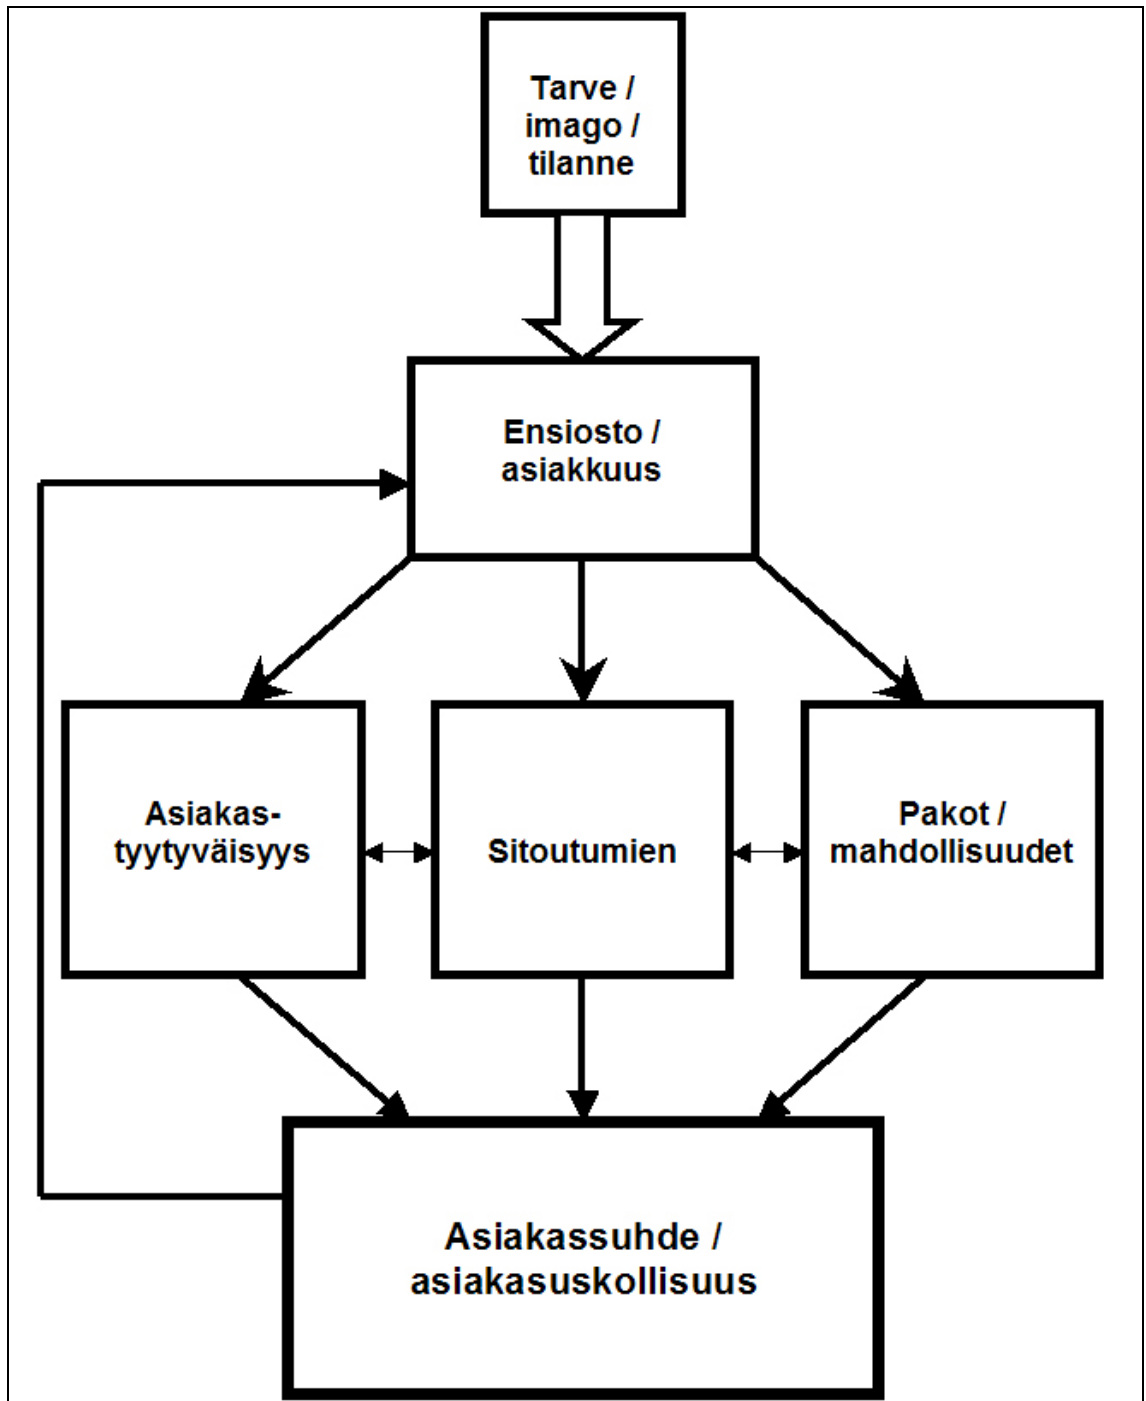 Tarve /
imago /
tilanne
Ensiosto /
asiakkuus
Asiakas-
tyytyväisyys
Sitoutumien
Pakot /
mahdollisuudet
Asiakassuhde /
asiakasuskollisuus